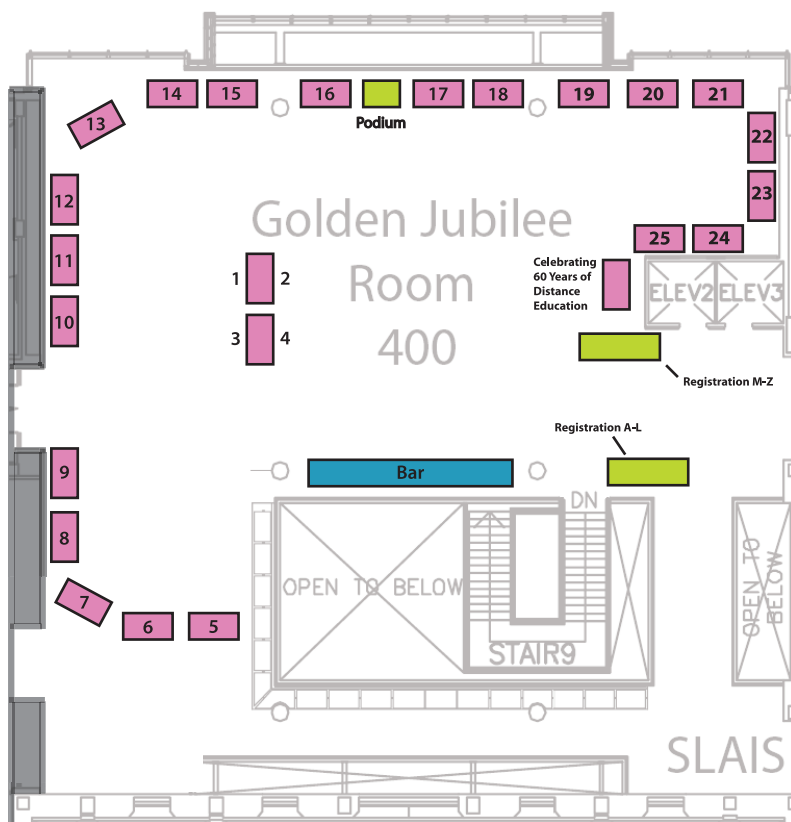 14
15
16
17
18
19
20
21
13
Podium
22
12
23
Golden Jubilee
Room
400
25
24
11
1
2
Celebrating
60 Years of
Distance
Education
ELEV2
ELEV3
10
3
4
Registration M-Z
Registration A-L
9
Bar
DN
8
OPEN TO BELOW
OPEN TO
BELOW
7
6
5
STAIR9
SLAIS